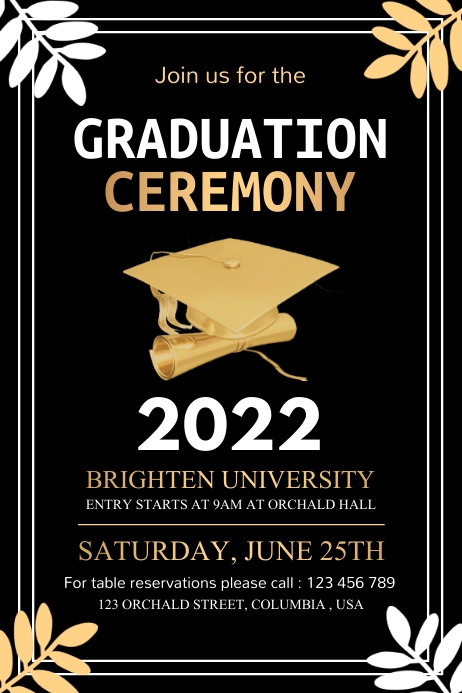 Join us for the
GRADUATION
CEREMONY
2022
BRIGHTEN UNIVERSITY
ENTRY STARTS AT 9AM AT ORCHALD HALL
SATURDAY, JUNE 25TH
For table reservations please call : 123 456 789
123 ORCHALD STREET, COLUMBIA , USA